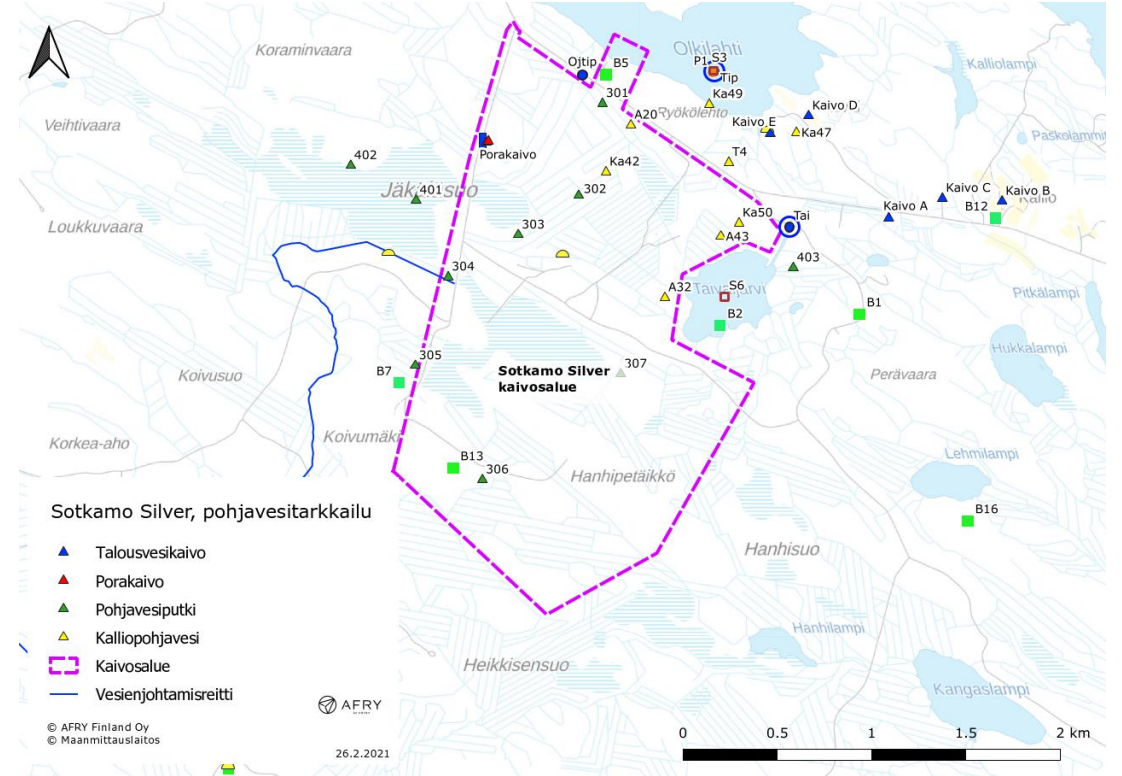 Koraminvaara
Olkilahti
Ojtip
B5
P1
S3
Tip
Kalliolampi
301
Ka49
Ryökölehto
Kaivo D
Veihtivaara
A20
Kaivo E
Ka47
Paskolammit
Porakaivo
402
T4
Ka42
401
302
Kaivo C
Kaivo B
Kaivo A
B12
Kallio
Loukkuvaara
303
Ka50
Tai
A43
304
403
A32
S6
B2
B1
Pitkälampi
305
B7
307
Sotkamo Silver
kaivosalue
Hukkalampi
Koivusuo
Perävaara
Korkea-aho
Koivumäki
B13
306
Hanhipetäikkö
Lehmilampi
B16
Hanhisuo
Hanhilampi
Heikkisensuo
Kangaslampi
Sotkamo Silver, pohjavesitarkkailu
Talousvesikaivo
Porakaivo
Pohjavesiputki
Kalliopohjavesi
Kaivosalue
Vesienjohtamisreitti
AFRY
© AFRY Finland Oy
© Maanmittauslaitos
26.2.2021
0 0.5 1 1.5 2 km